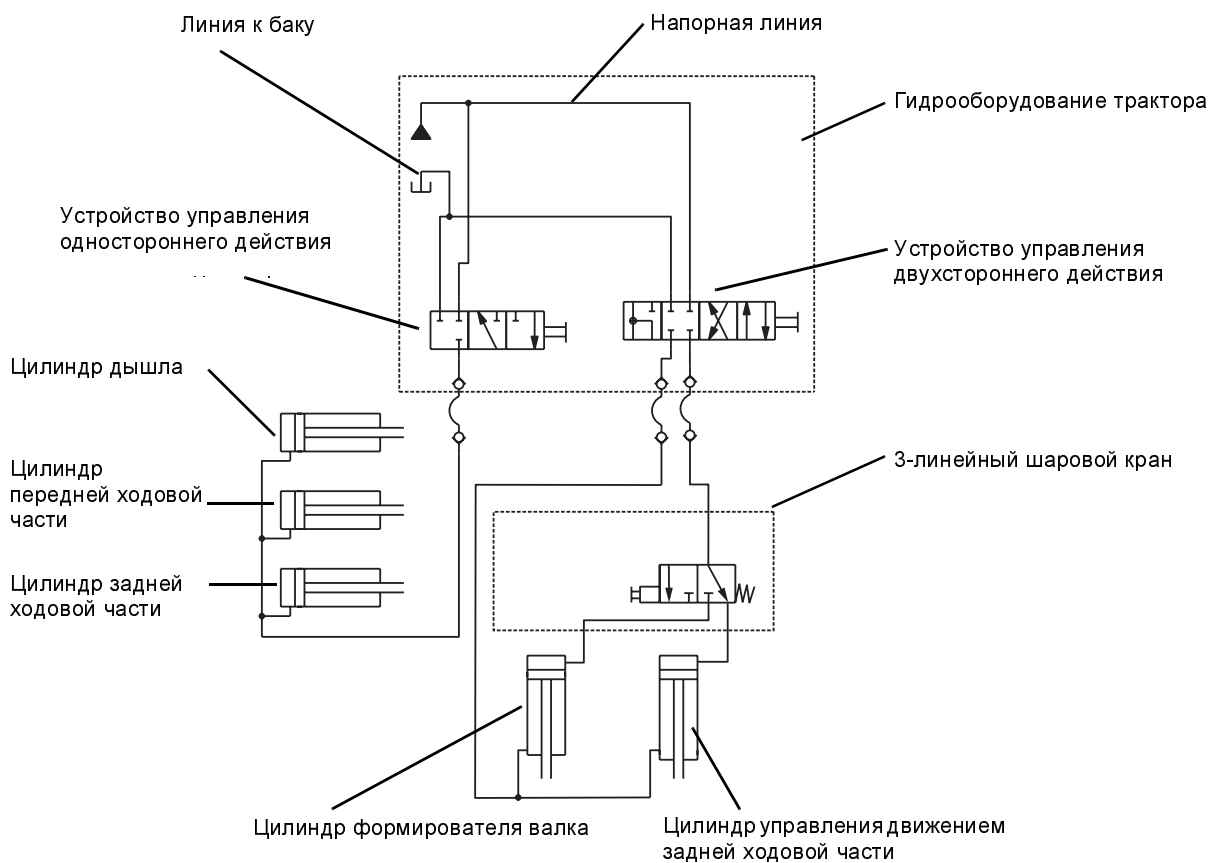 Линия к баку
Напорная линия
Гидрооборудование трактора
Устройство управления
одностороннего действия
Устройство управления
двухстороннего действия
Цилиндр дышла
Цилиндр
передней ходовой
части
3-линейный шаровой кран
Цилиндр задней
ходовой части
Цилиндр формирователя валка
Цилиндр управления движением
задней ходовой части